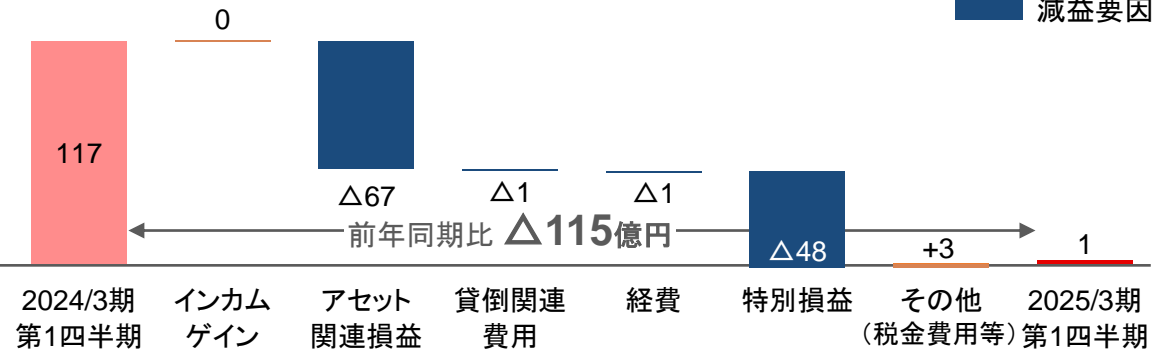 減益要因
0
117
△67
△1
△1
前年同期比 △115億円
△48
+3
1
2024/3期
第1四半期
インカム
ゲイン
アセット
関連損益
貸倒関連
費用
経費
特別損益
その他
（税金費用等）
2025/3期
第1四半期